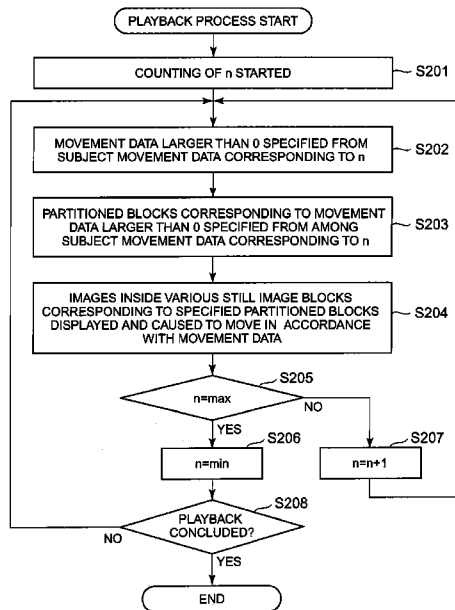 PLAYBACK PROCESS START
COUNTING OF n STARTED
S201
MOVEMENT DATA LARGER THAN 0 SPECIFIED FROM
SUBJECT MOVEMENT DATA CORRESPONDING TO n
S202
PARTITIONED BLOCKS CORRESPONDING TO MOVEMENT
DATA LARGER THAN 0 SPECIFIED FROM AMONG
SUBJECT MOVEMENT DATA CORRESPONDING TO n
S203
IMAGES INSIDE VARIOUS STILL IMAGE BLOCKS
CORRESPONDING TO SPECIFIED PARTITIONED BLOCKS
DISPLAYED AND CAUSED TO MOVE IN ACCORDANCE
WITH MOVEMENT DATA
S204
S205
n=max
NO
YES
S206
n=min
S207
n=n+1
S208
PLAYBACK
CONCLUDED?
NO
YES
END